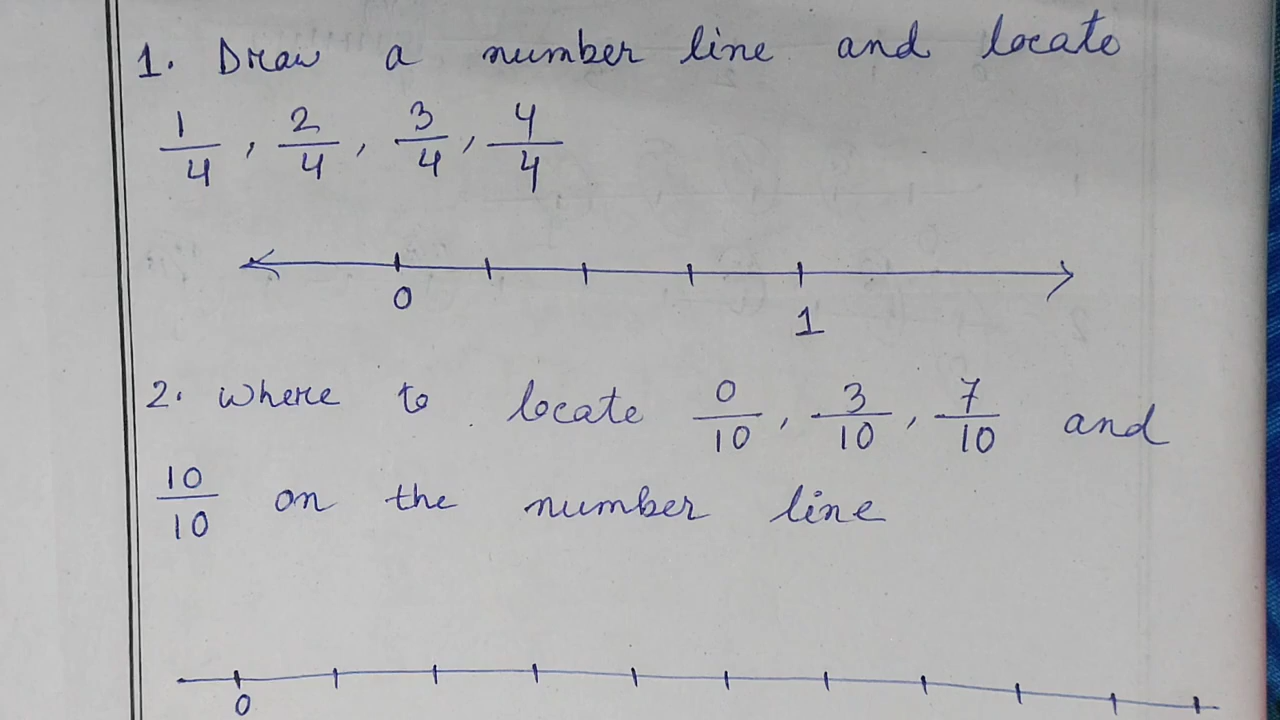 1. Draw a number line and locate
1/4, 2/4, 3/4, 4/4
0 1
2. Where to locate 0/10, 3/10, 7/10 and
10/10 on the number line
0